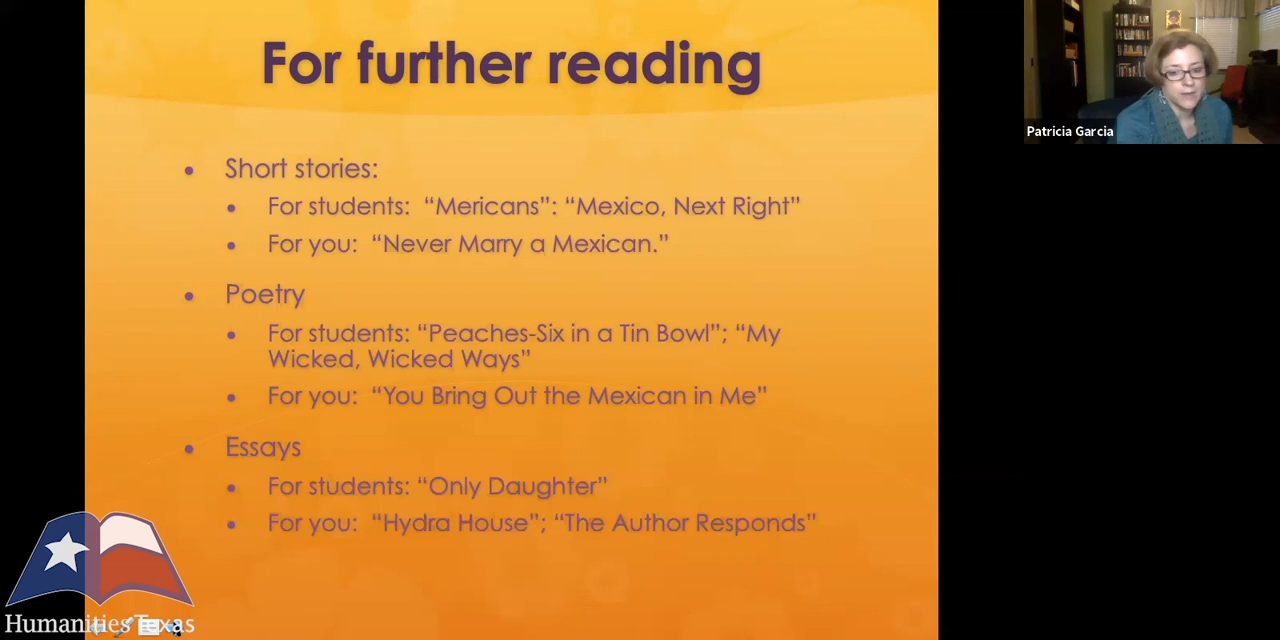 For further reading
• Short stories:
• For students:  “Mericans”: “Mexico, Next Right”
• For you:  “Never Marry a Mexican.”
• Poetry
• For students: “Peaches-Six in a Tin Bowl”; “My
Wicked, Wicked Ways”
• For you:  “You Bring Out the Mexican in Me”
• Essays
• For students: “Only Daughter”
• For you:  “Hydra House”; “The Author Responds”
Humanities Texas
Patricia Garcia